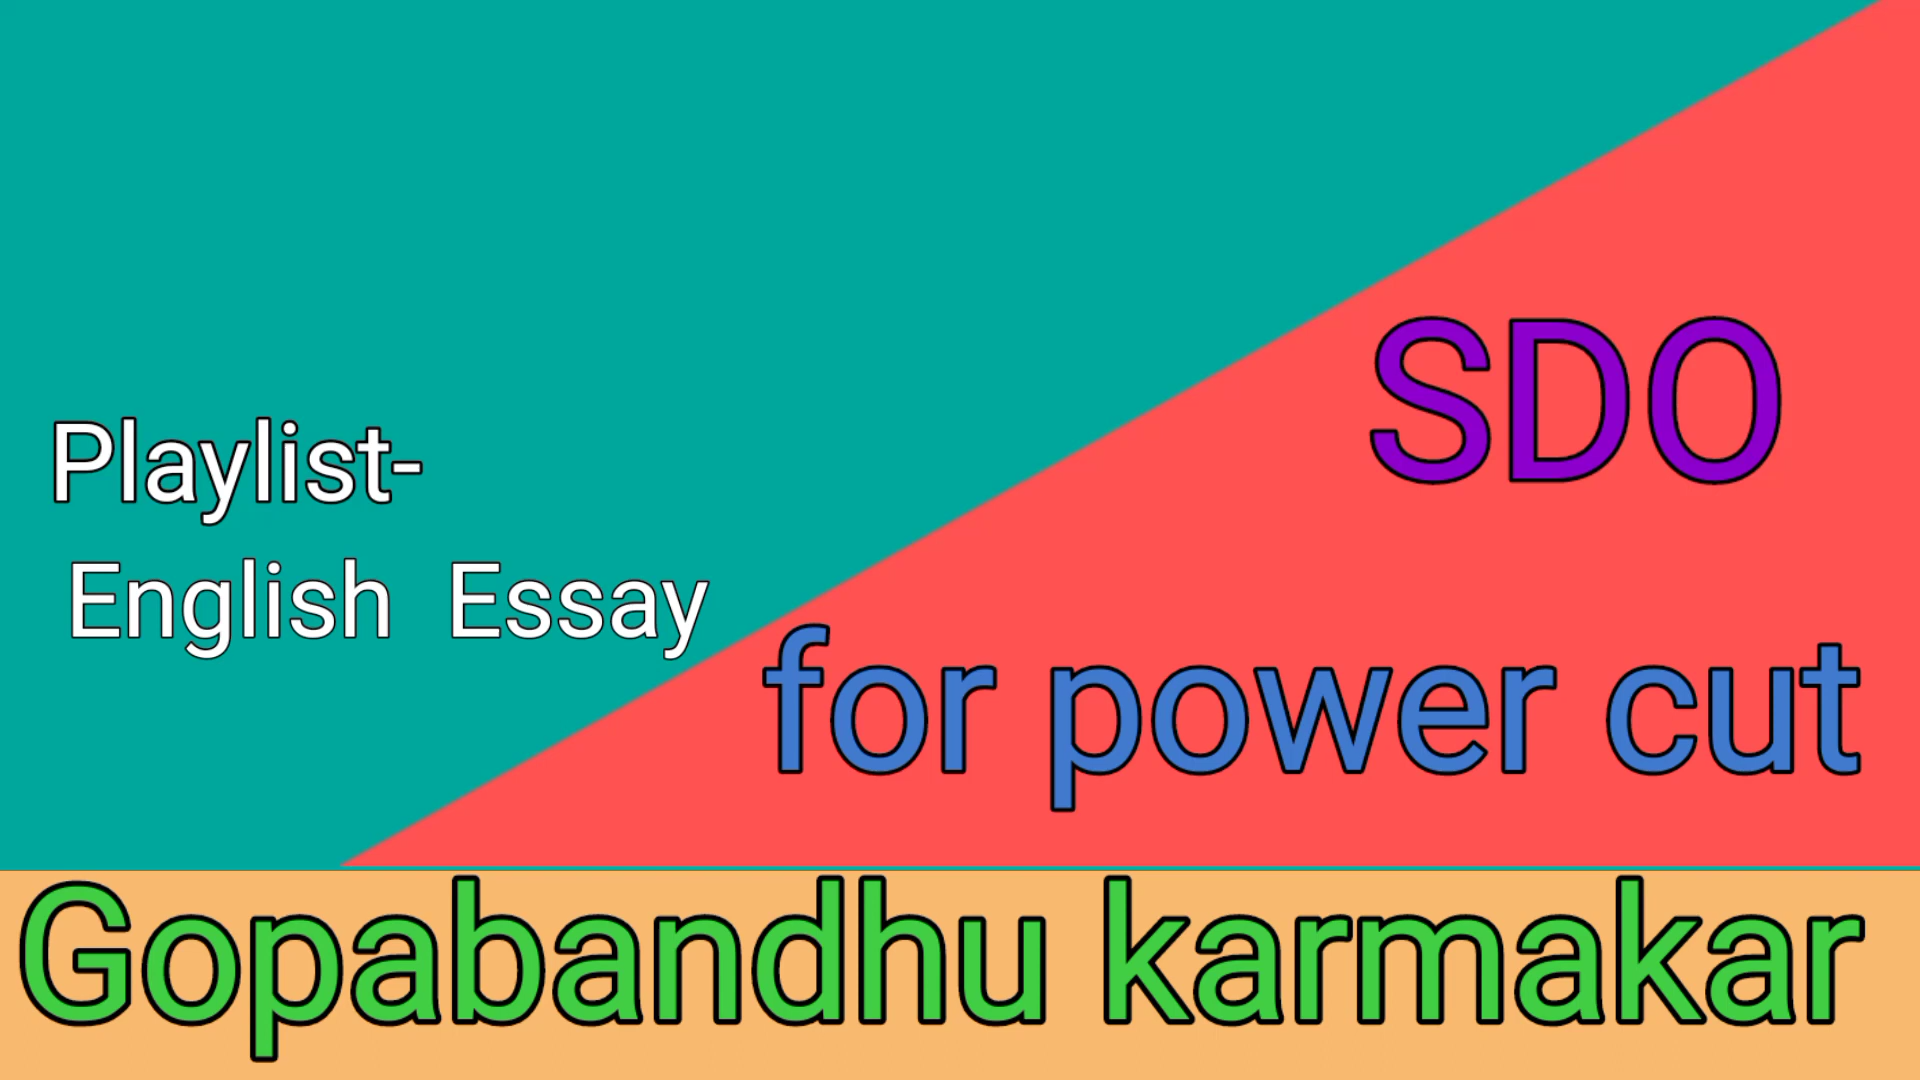 SDO
Playlist-
English Essay
for power cut
Gopabandhu karmakar